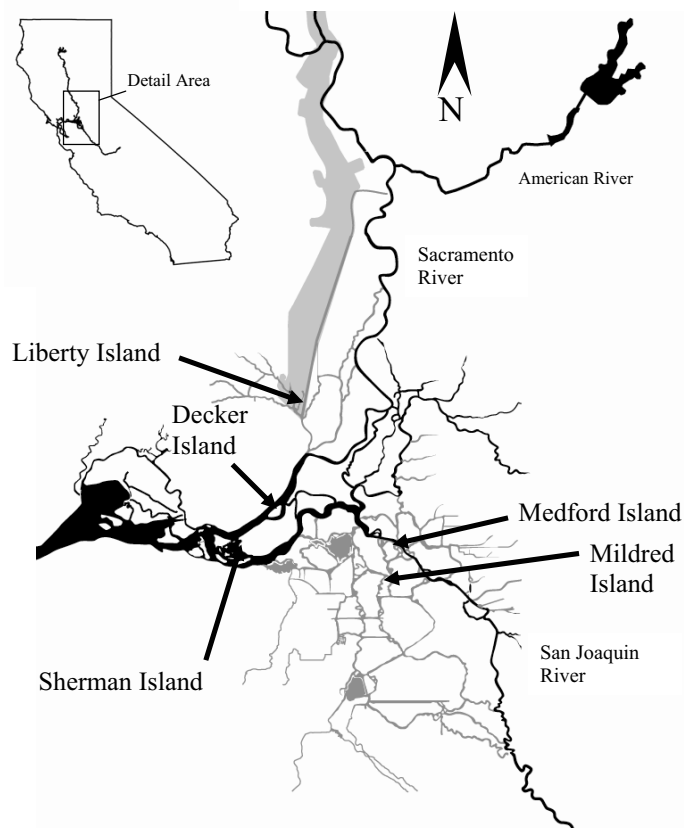 Detail Area
N
American River
Sacramento
River
Liberty Island
Decker
Island
Medford Island
Mildred
Island
San Joaquin
River
Sherman Island